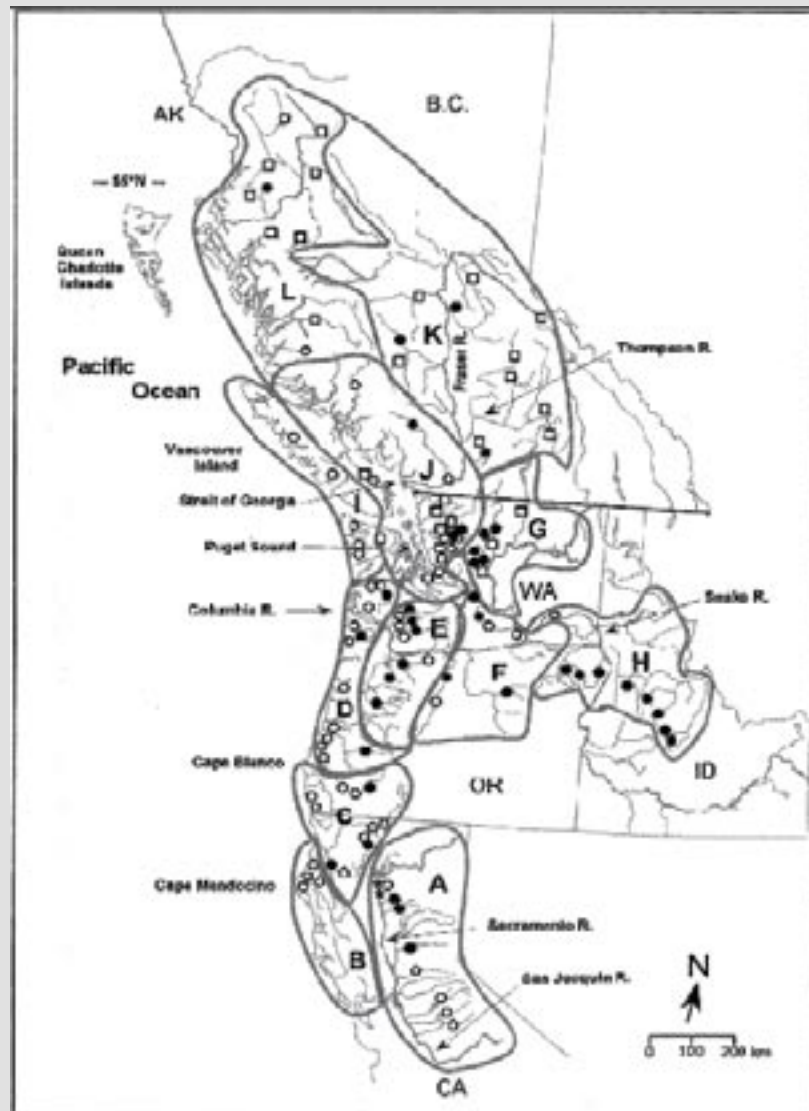 AK
B.C.
55°N
Queen
Charlotte
Islands
L
K
Fraser R.
Thompson R.
Pacific
Ocean
Vancouver
Island
J
Strait of Georgia
I
G
Puget Sound
WA
Columbia R.
Snake R.
E
H
F
D
ID
Cape Blanco
OR
C
A
Cape Mendocino
Sacramento R.
B
San Joaquin R.
N
0 100 200 km
CA